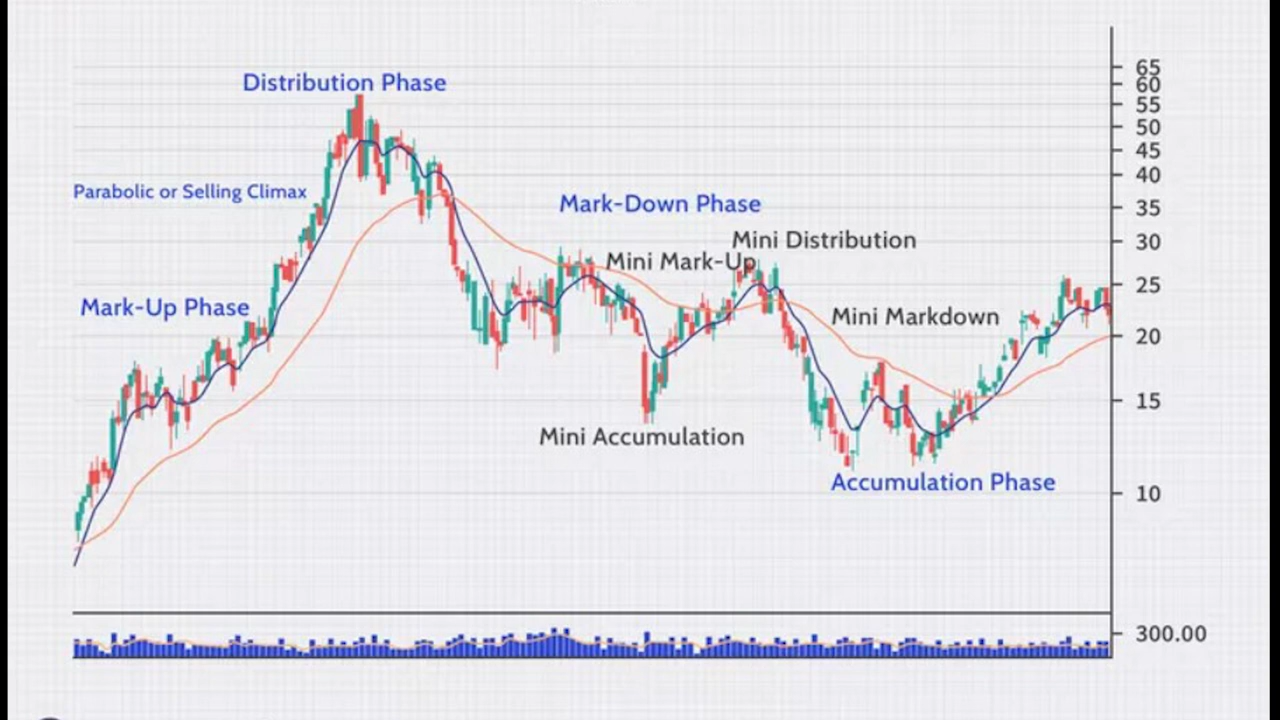 Distribution Phase
Parabolic or Selling Climax
Mark-Down Phase
Mini Distribution
Mini Mark-Up
Mark-Up Phase
Mini Markdown
Mini Accumulation
Accumulation Phase
65
60
55
50
45
40
35
30
25
20
15
10
300.00